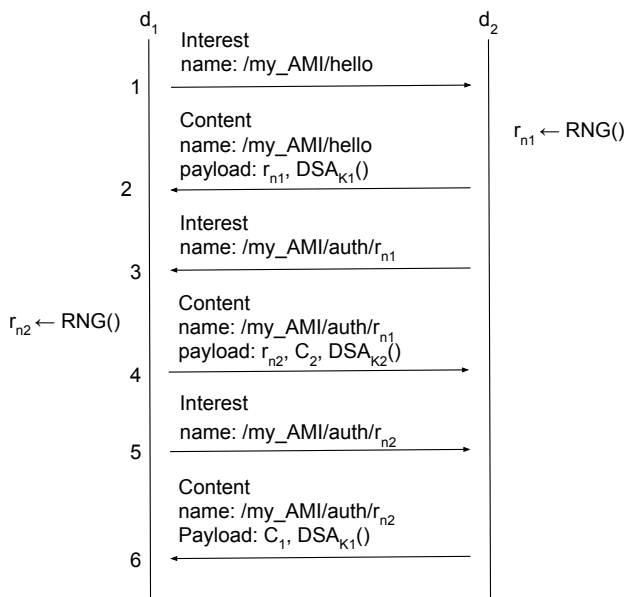 d1 d2
Interest
name: /my_AMI/hello
1
Content
name: /my_AMI/hello
payload: rn1, DSAK1()
rn1 ← RNG()
2
Interest
name: /my_AMI/auth/rn1
3
rn2 ← RNG()
Content
name: /my_AMI/auth/rn1
payload: rn2, C2, DSAK2()
4
Interest
name: /my_AMI/auth/rn2
5
Content
name: /my_AMI/auth/rn2
Payload: C1, DSAK1()
6